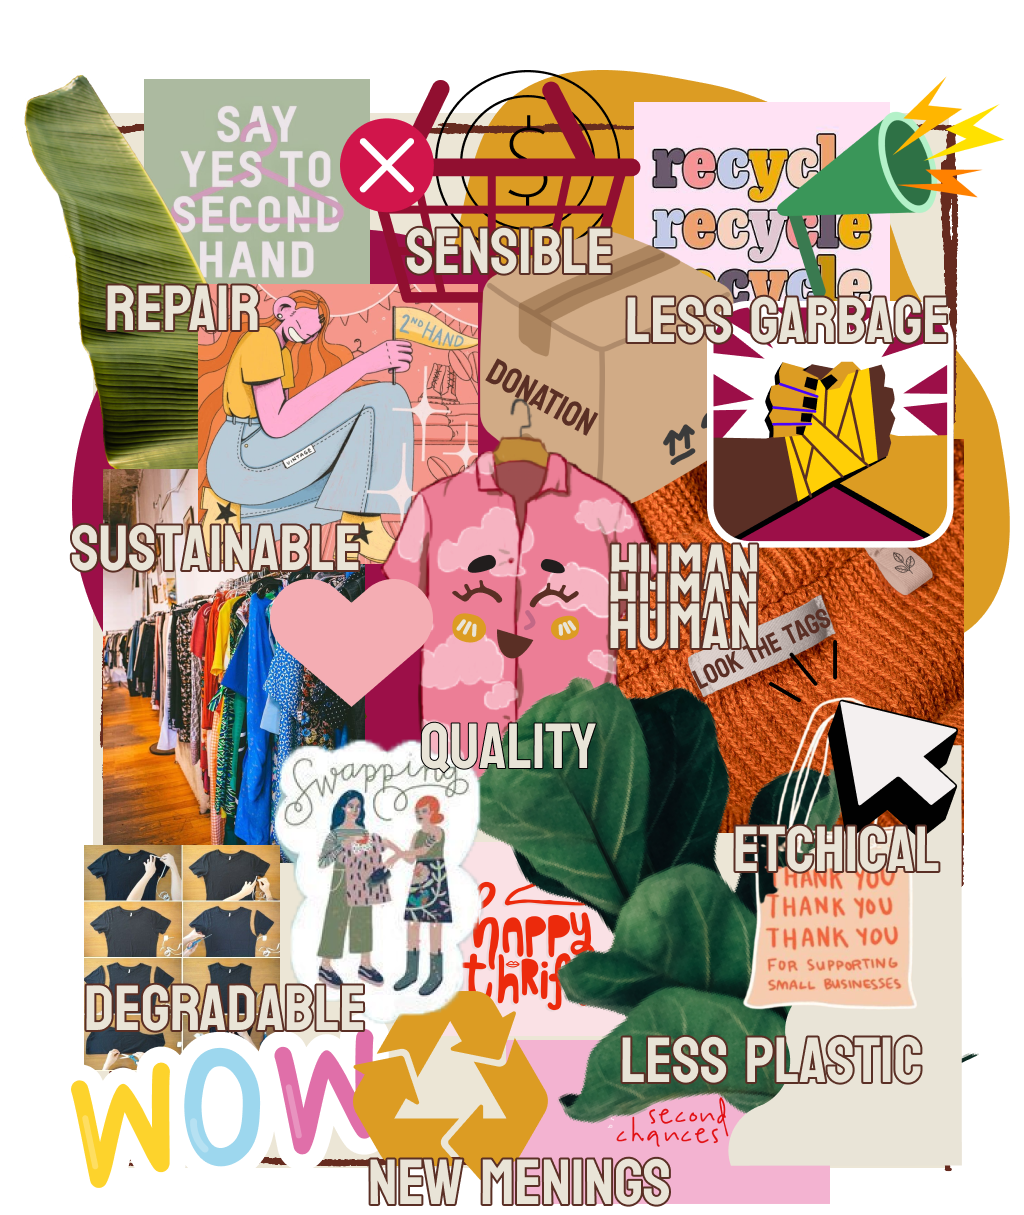 SAY
YES TO
SECOND
HAND
$
recycle
recycle
recycle
SENSIBLE
REPAIR
LESS GARBAGE
2ND HAND
DONATION
VINTAGE
SUSTAINABLE
HUMAN
HUMAN
HUMAN
LOOK THE TAGS
QUALITY
Swapping
ETCHICAL
THANK YOU
THANK YOU
THANK YOU
FOR SUPPORTING
SMALL BUSINESSES
happy
thrif
DEGRADABLE
WOW
LESS PLASTIC
second
chances!
NEW MENINGS